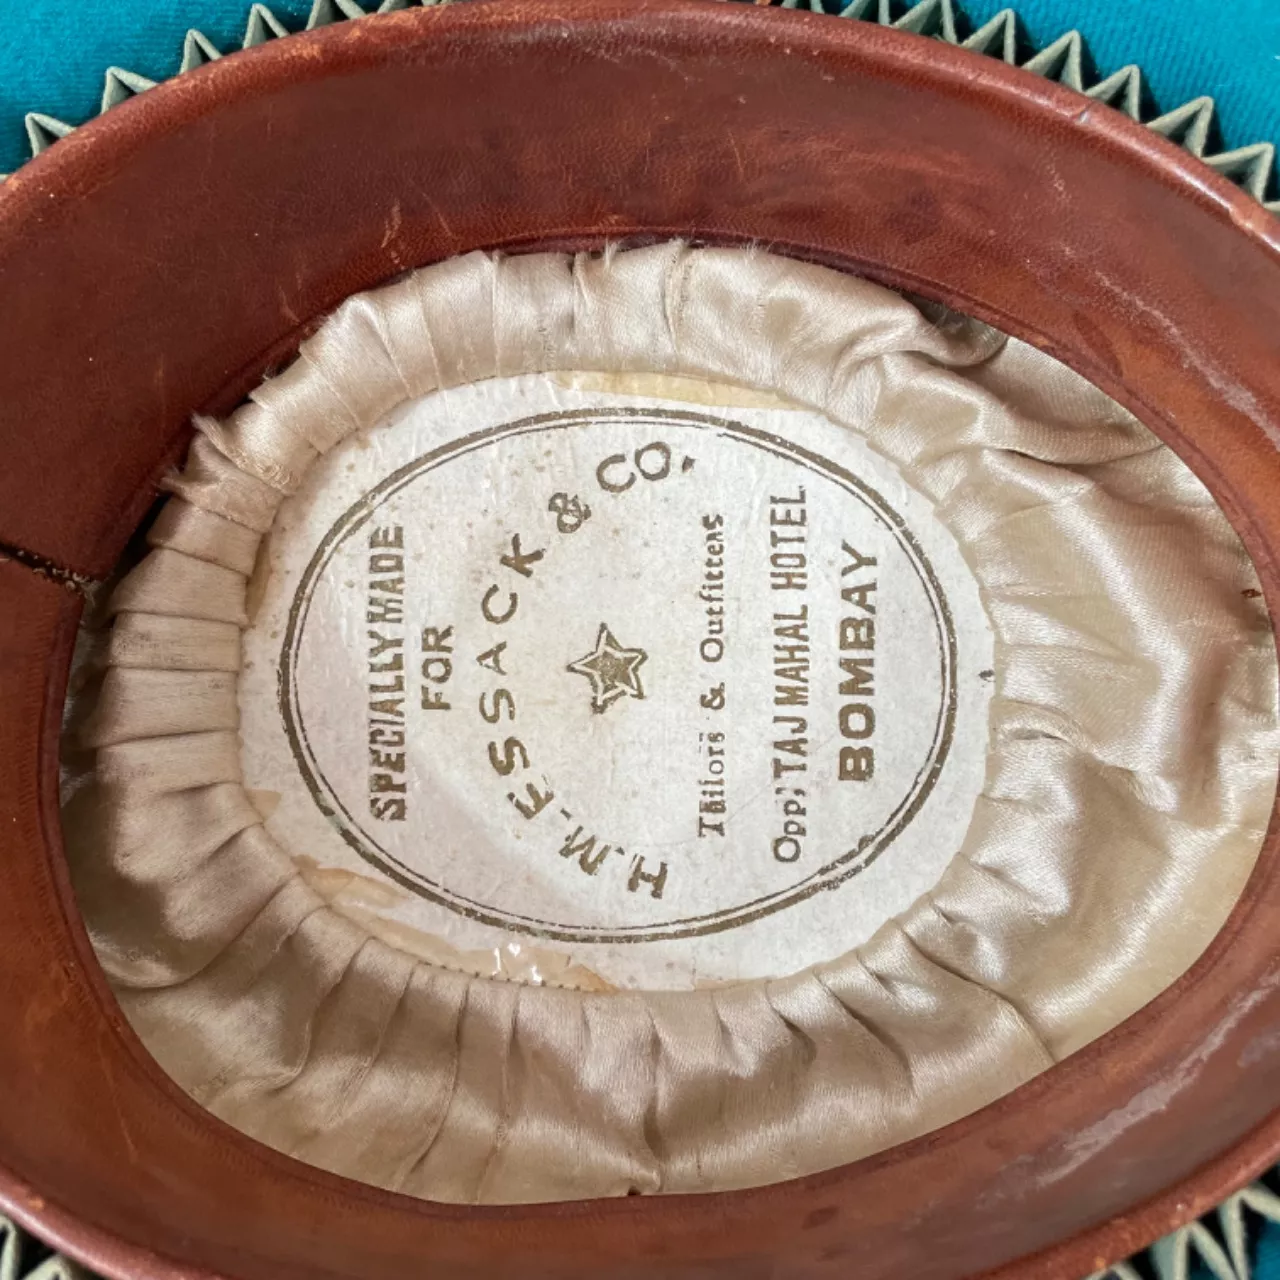 SPECIALLY MADE
FOR
H.M. ESSACK & CO.
Tailors & Outfitters
Opp; TAJ MAHAL HOTEL
BOMBAY